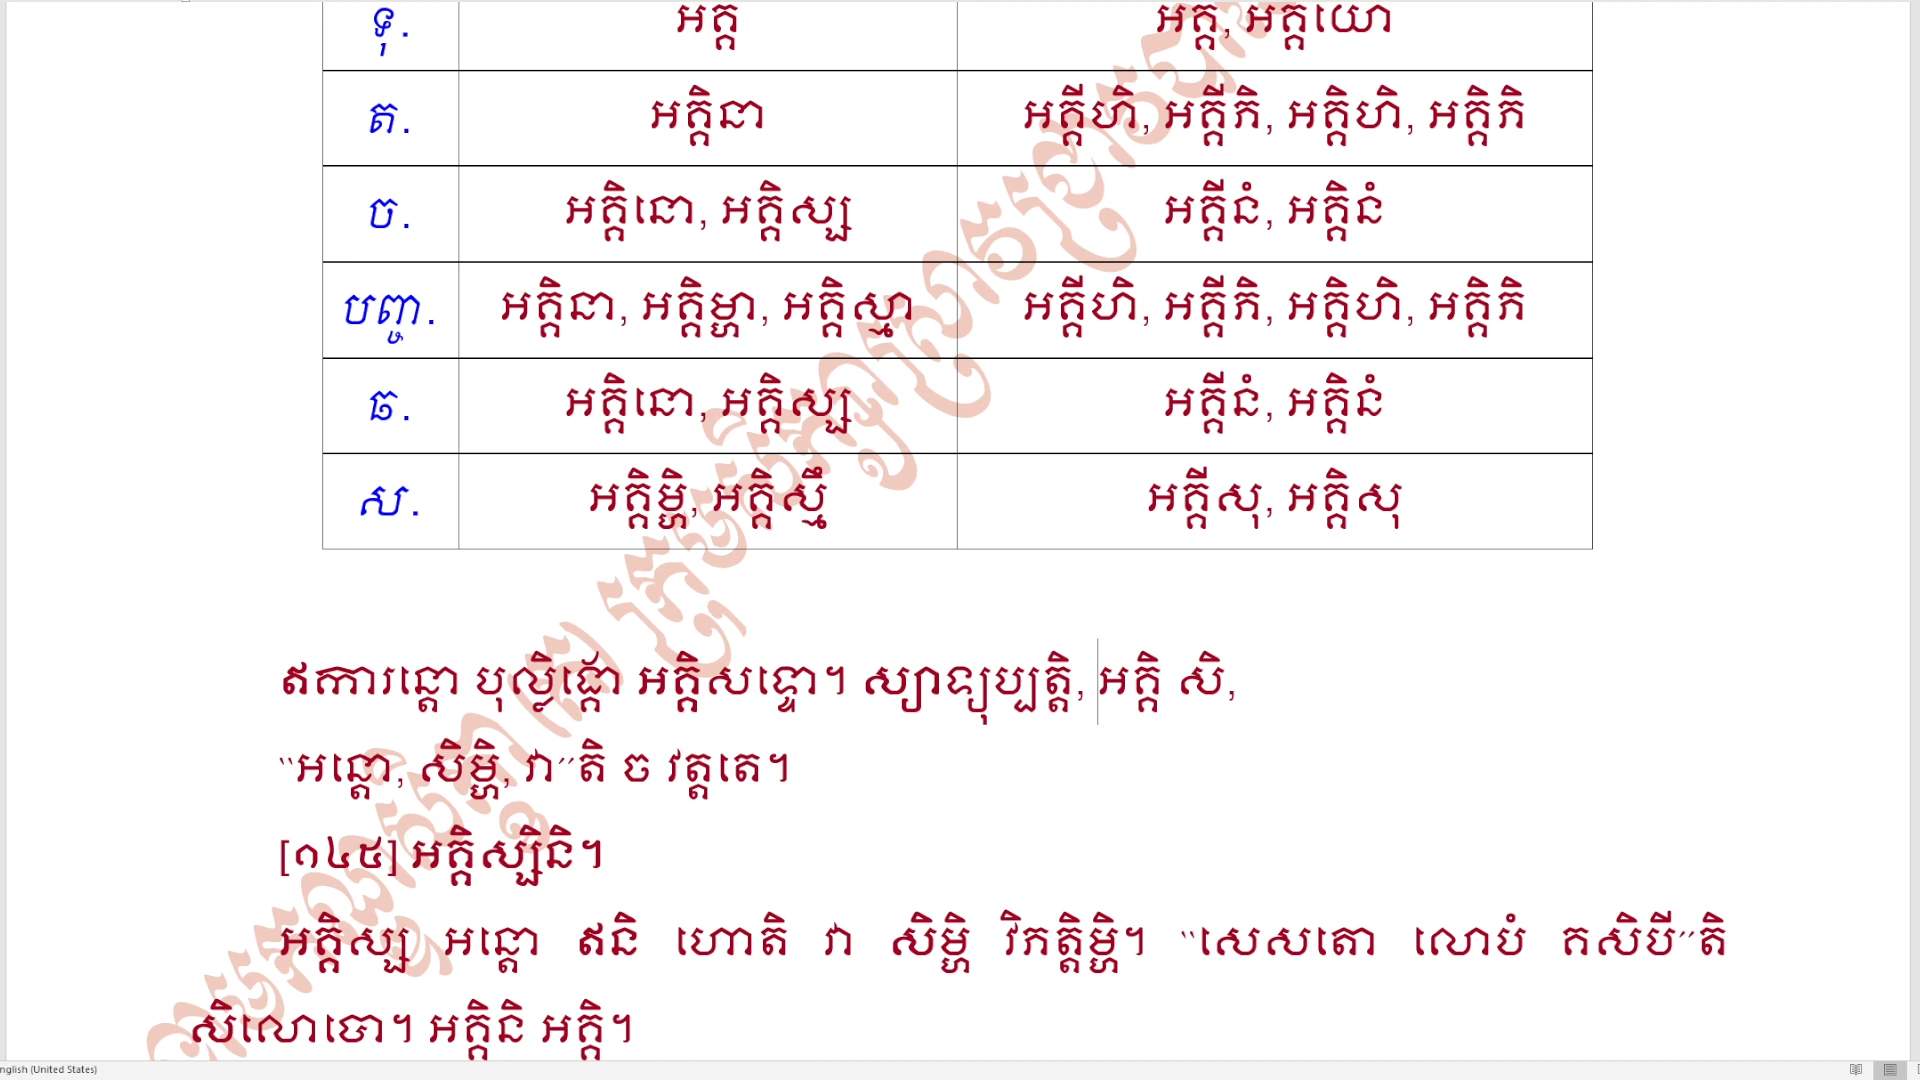 ទុ. អគ្គិ អគ្គិ, អគ្គយោ
ត. អគ្គិនា អគ្គីហិ, អគ្គីភិ, អគ្គិហិ, អគ្គិភិ
ច. អគ្គិនោ, អគ្គិស្ស អគ្គីនំ, អគ្គិនំ
បញ្ច. អគ្គិនា, អគ្គិម្ហា, អគ្គិស្មា អគ្គីហិ, អគ្គីភិ, អគ្គិហិ, អគ្គិភិ
ឆ. អគ្គិនោ, អគ្គិស្ស អគ្គីនំ, អគ្គិនំ
ស. អគ្គិម្ហិ, អគ្គិស្មឹ អគ្គីសុ, អគ្គិសុ
ឥការន្តោ បុល្លិង្គោ អគ្គិសទ្ទោ។ ស្យាទ្យុប្បត្តិ, អគ្គិ សិ,
“អន្តោ, សិម្ហិ, វា”តិ ច វត្តតេ។
[១៤៥] អគ្គិស្សិនិ។
អគ្គិស្ស អន្តោ ឥនិ ហោតិ វា សិម្ហិ វិភត្តិម្ហិ។ “សេសតោ លោបំ គសិបី”តិ
សិលោបោ។ អគ្គិនិ អគ្គិ។
English (United States)